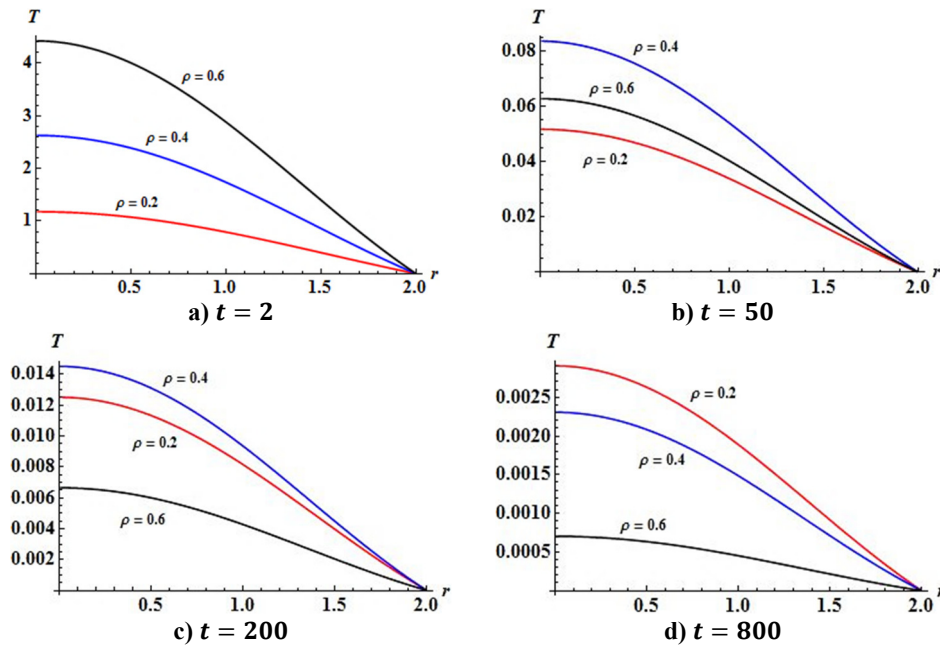 T
4
3
2
1
ρ = 0.6
ρ = 0.4
ρ = 0.2
0.5 1.0 1.5 2.0 r
a) t = 2
T
0.08
0.06
0.04
0.02
ρ = 0.4
ρ = 0.6
ρ = 0.2
0.5 1.0 1.5 2.0 r
b) t = 50
T
0.014
0.012
0.010
0.008
0.006
0.004
0.002
ρ = 0.4
ρ = 0.2
ρ = 0.6
0.5 1.0 1.5 2.0 r
c) t = 200
T
0.0025
0.0020
0.0015
0.0010
0.0005
ρ = 0.2
ρ = 0.4
ρ = 0.6
0.5 1.0 1.5 2.0 r
d) t = 800